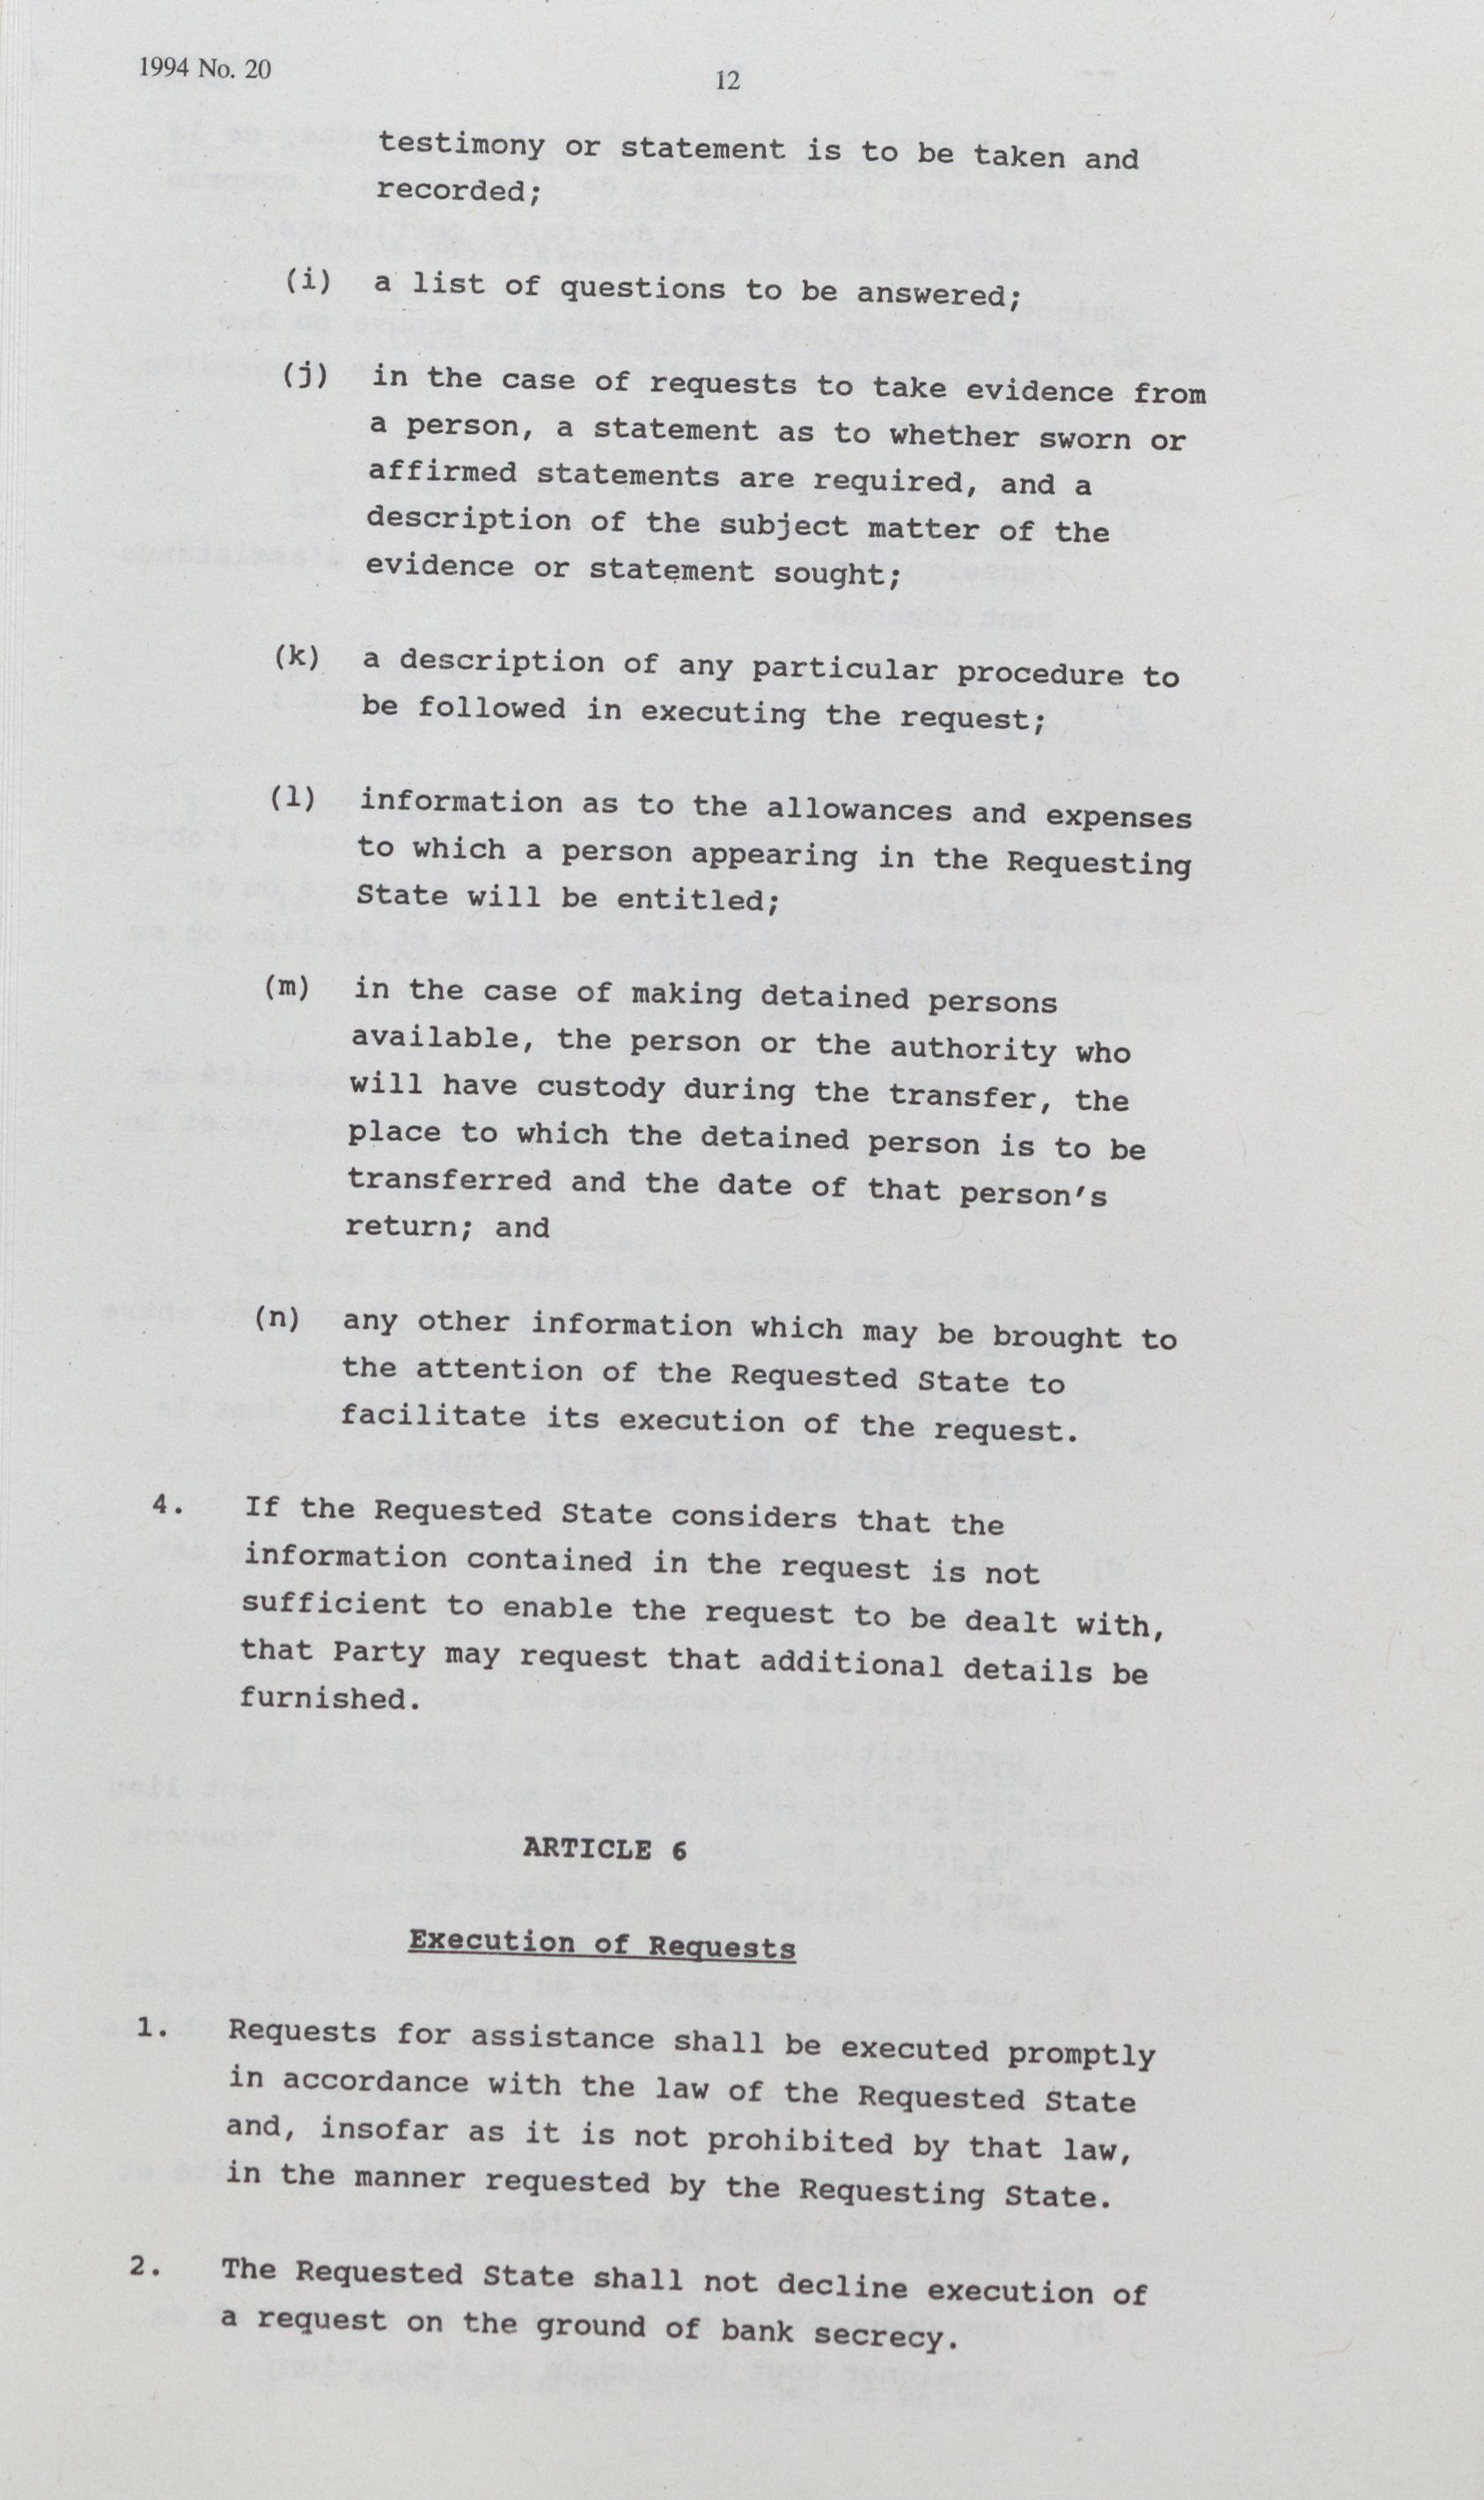 1994 No. 20
12
testimony or statement is to be taken and
recorded;
(i) a list of questions to be answered;
(j) in the case of requests to take evidence from
a person, a statement as to whether sworn or
affirmed statements are required, and a
description of the subject matter of the
evidence or statement sought;
(k) a description of any particular procedure to
be followed in executing the request;
(l) information as to the allowances and expenses
to which a person appearing in the Requesting
State will be entitled;
(m) in the case of making detained persons
available, the person or the authority who
will have custody during the transfer, the
place to which the detained person is to be
transferred and the date of that person's
return; and
(n) any other information which may be brought to
the attention of the Requested State to
facilitate its execution of the request.
4. If the Requested State considers that the
information contained in the request is not
sufficient to enable the request to be dealt with,
that Party may request that additional details be
furnished.
ARTICLE 6
Execution of Requests
1. Requests for assistance shall be executed promptly
in accordance with the law of the Requested State
and, insofar as it is not prohibited by that law,
in the manner requested by the Requesting State.
2. The Requested State shall not decline execution of
a request on the ground of bank secrecy.